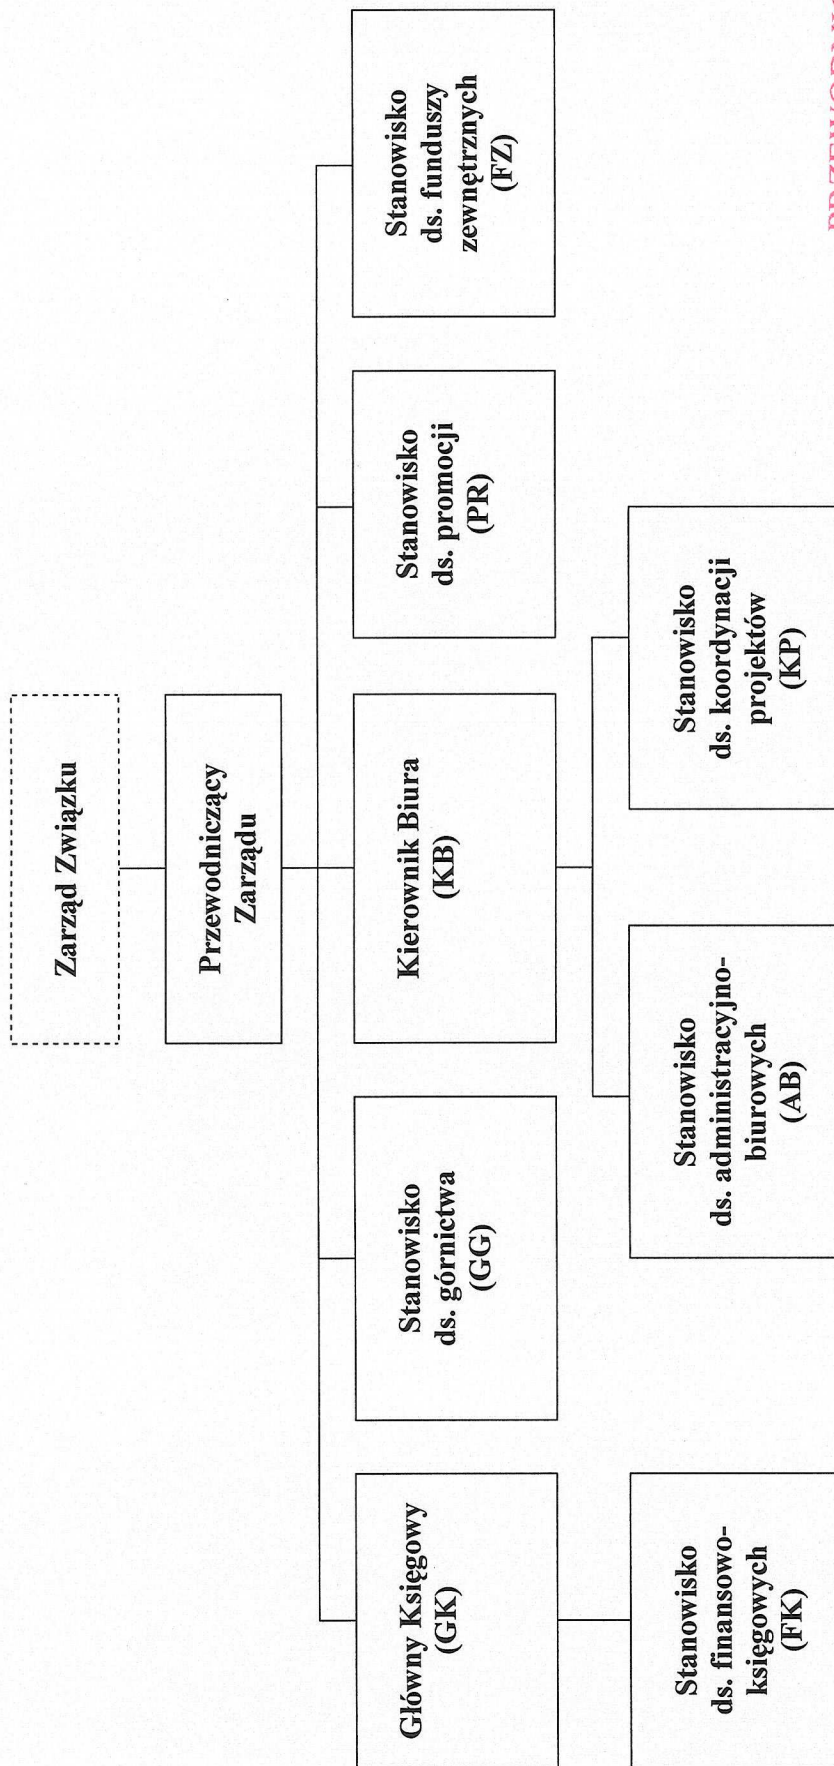 Zarząd Związku
Przewodniczący
Zarządu
Główny Księgowy
(GK)
Stanowisko
ds. górnictwa
(GG)
Kierownik Biura
(KB)
Stanowisko
ds. promocji
(PR)
Stanowisko
ds. funduszy
zewnętrznych
(FZ)
Stanowisko
ds. finansowo-
księgowych
(FK)
Stanowisko
ds. administracyjno-
biurowych
(AB)
Stanowisko
ds. koordynacji
projektów
(KP)